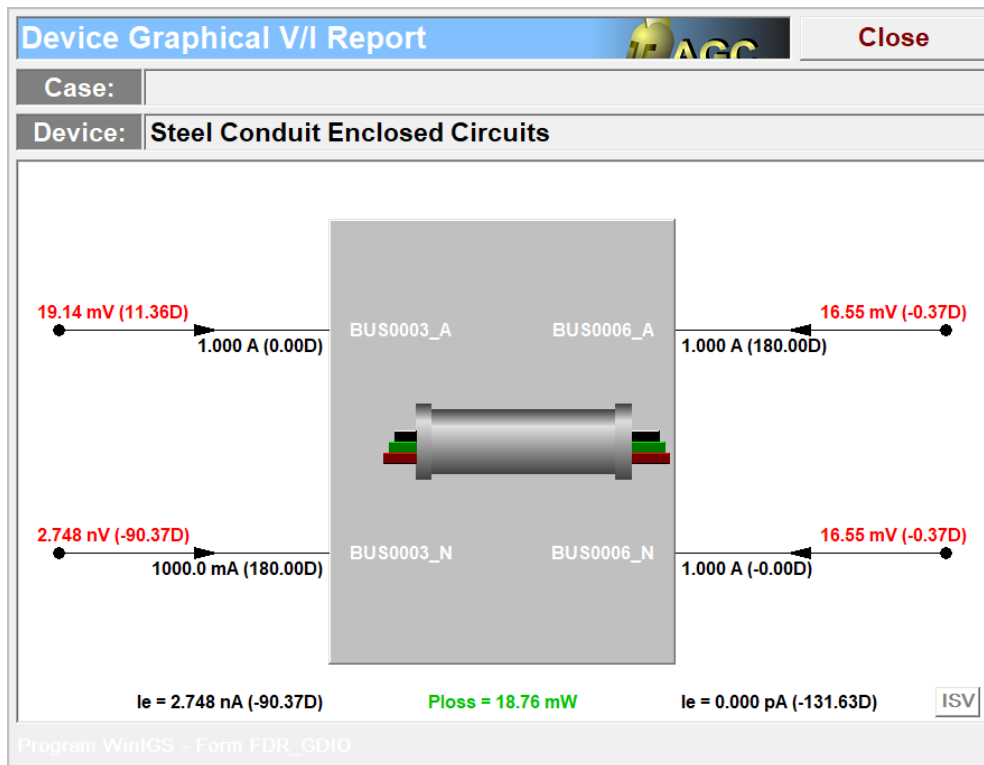 Device Graphical V/I Report
AGC
Close
Case:
Device: Steel Conduit Enclosed Circuits
19.14 mV (11.36D)
16.55 mV (-0.37D)
BUS0003_A
BUS0006_A
1.000 A (0.00D)
1.000 A (180.00D)
2.748 nV (-90.37D)
16.55 mV (-0.37D)
BUS0003_N
BUS0006_N
1000.0 mA (180.00D)
1.000 A (-0.00D)
Ie = 2.748 nA (-90.37D)
Ploss = 18.76 mW
Ie = 0.000 pA (-131.63D)
ISV
Program WinIGS - Form FDR_GDIO